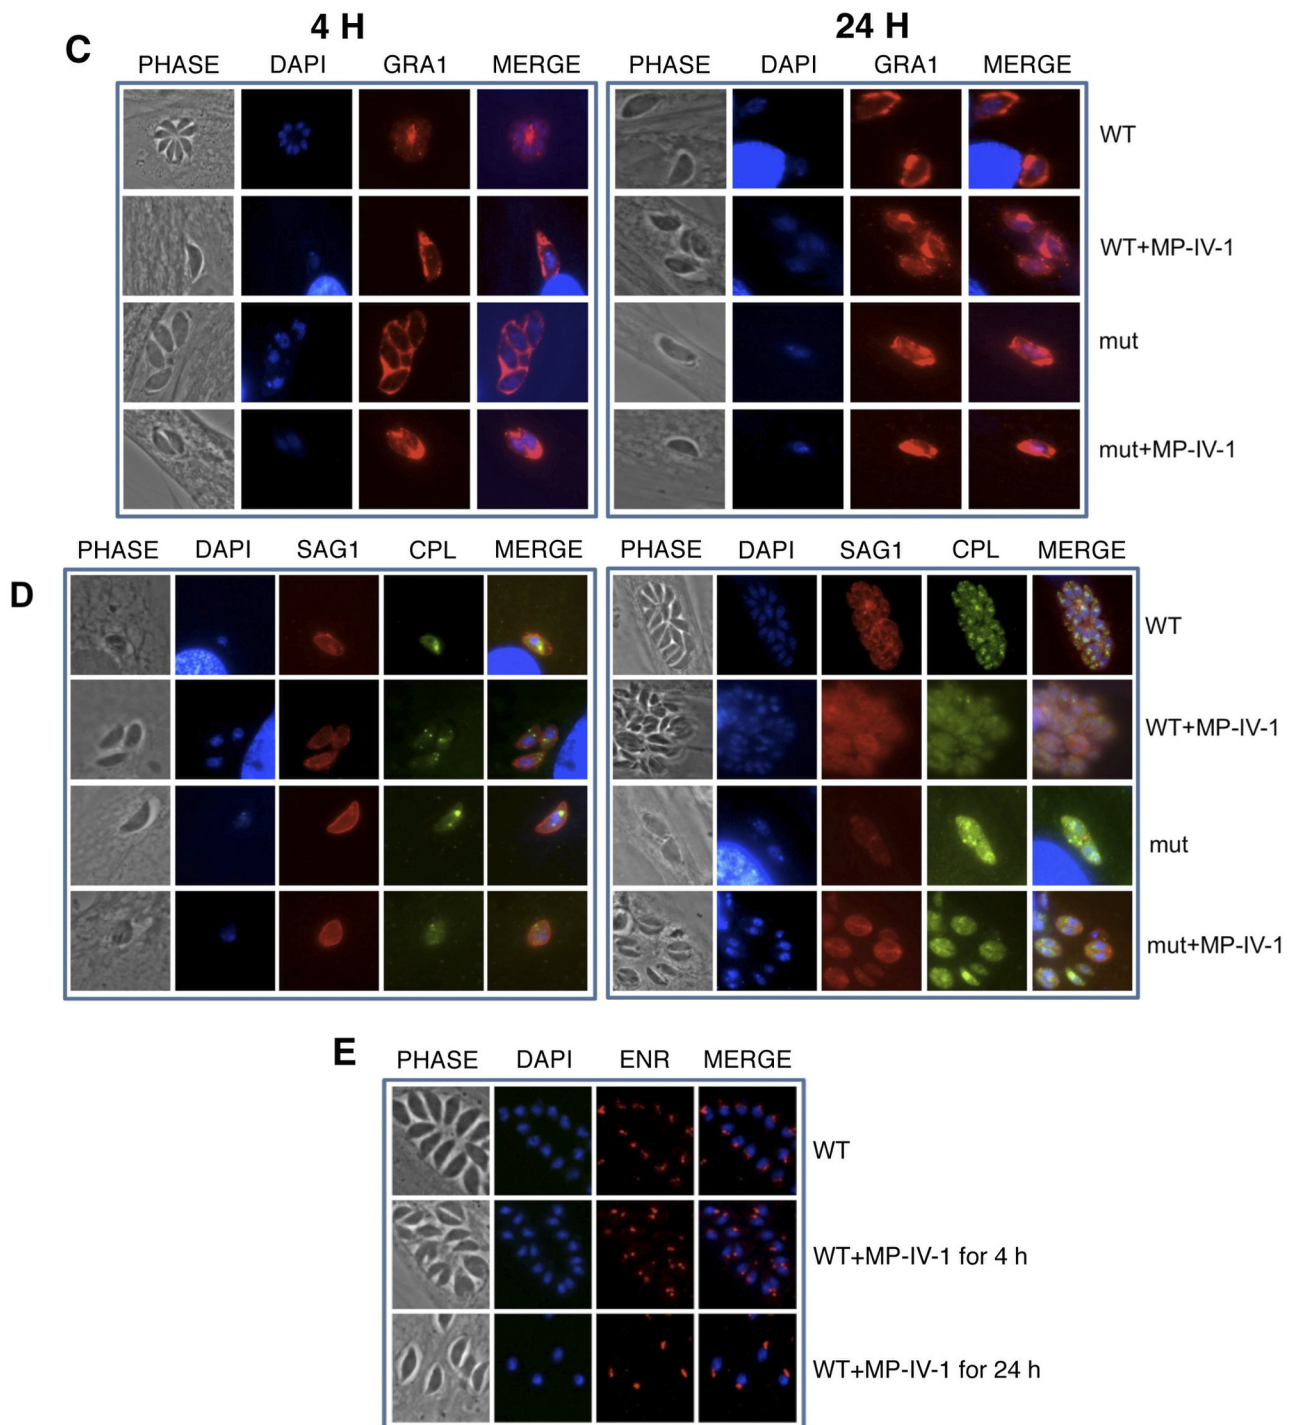 4 H 24 H
C
PHASE DAPI GRA1 MERGE PHASE DAPI GRA1 MERGE
WT
WT+MP-IV-1
mut
mut+MP-IV-1
PHASE DAPI SAG1 CPL MERGE PHASE DAPI SAG1 CPL MERGE
D
WT
WT+MP-IV-1
mut
mut+MP-IV-1
E
PHASE DAPI ENR MERGE
WT
WT+MP-IV-1 for 4 h
WT+MP-IV-1 for 24 h